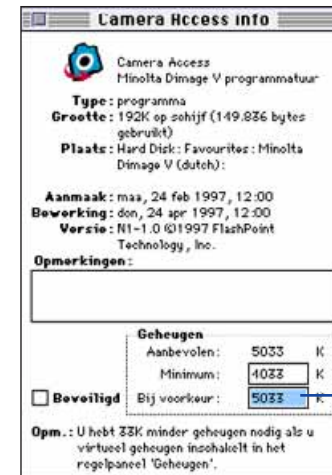 Camera Access info
Camera Access
Minolta Dimage V programmatuur
Type: programma
Grootte: 192K op schijf (149.836 bytes
gebruikt)
Plaats: Hard Disk: Favourites: Minolta
Dimage V (dutch):
Aanmaak: maa, 24 feb 1997, 12:00
Bewerking: don, 24 apr 1997, 12:00
Versie: N1-1.0 ©1997 FlashPoint
Technology, Inc.
Opmerkingen:
Geheugen
Aanbevolen: 5033 K
Minimum: 4033 K
Beveiligd Bij voorkeur: 5033 K
Opm.: U hebt 33K minder geheugen nodig als u
virtueel geheugen inschakelt in het
regelpaneel 'Geheugen'.